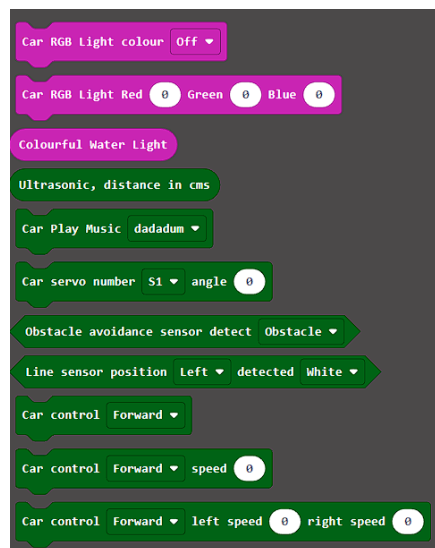 Car RGB Light colour Off
Car RGB Light Red 0 Green 0 Blue 0
Colourful Water Light
Ultrasonic, distance in cms
Car Play Music dadadum
Car servo number S1 angle 0
Obstacle avoidance sensor detect Obstacle
Line sensor position Left detected White
Car control Forward
Car control Forward speed 0
Car control Forward left speed 0 right speed 0